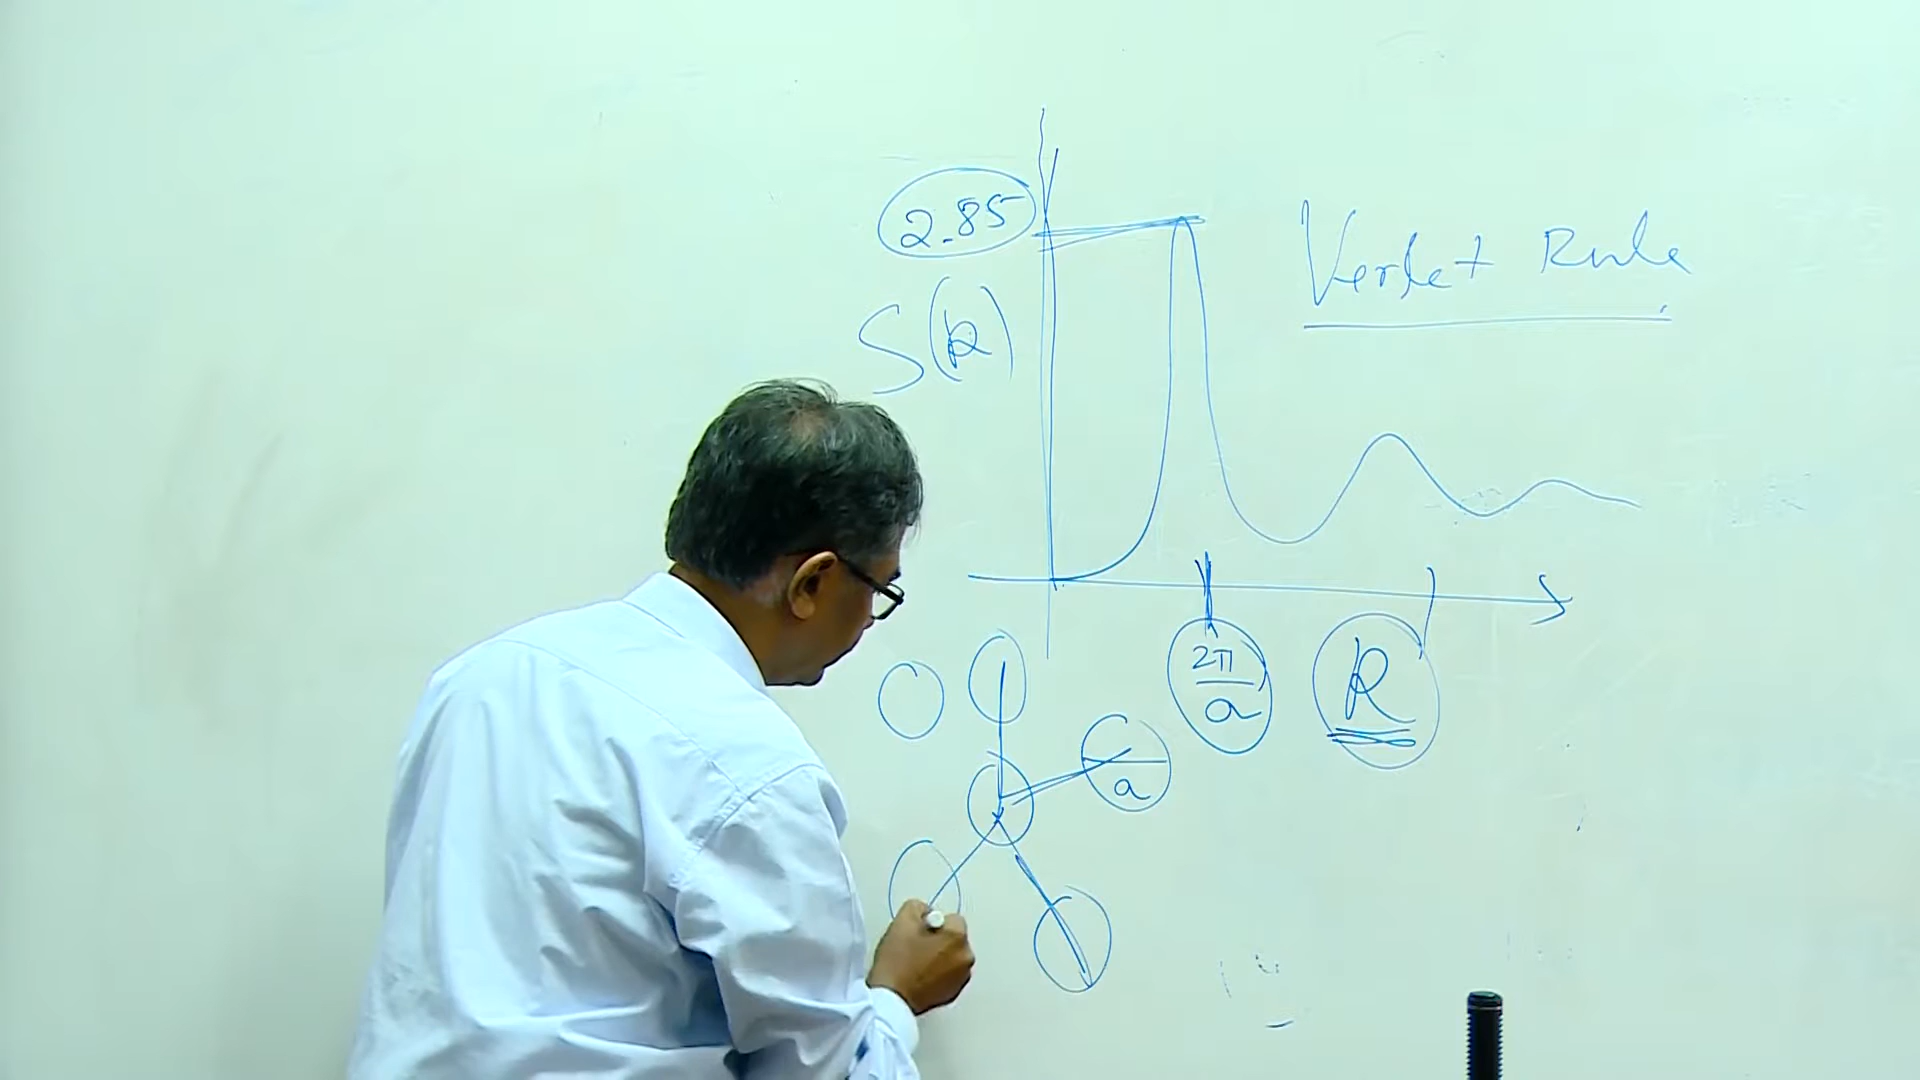 2.85
S(k)
Verlet Rule
2π
a
k
a